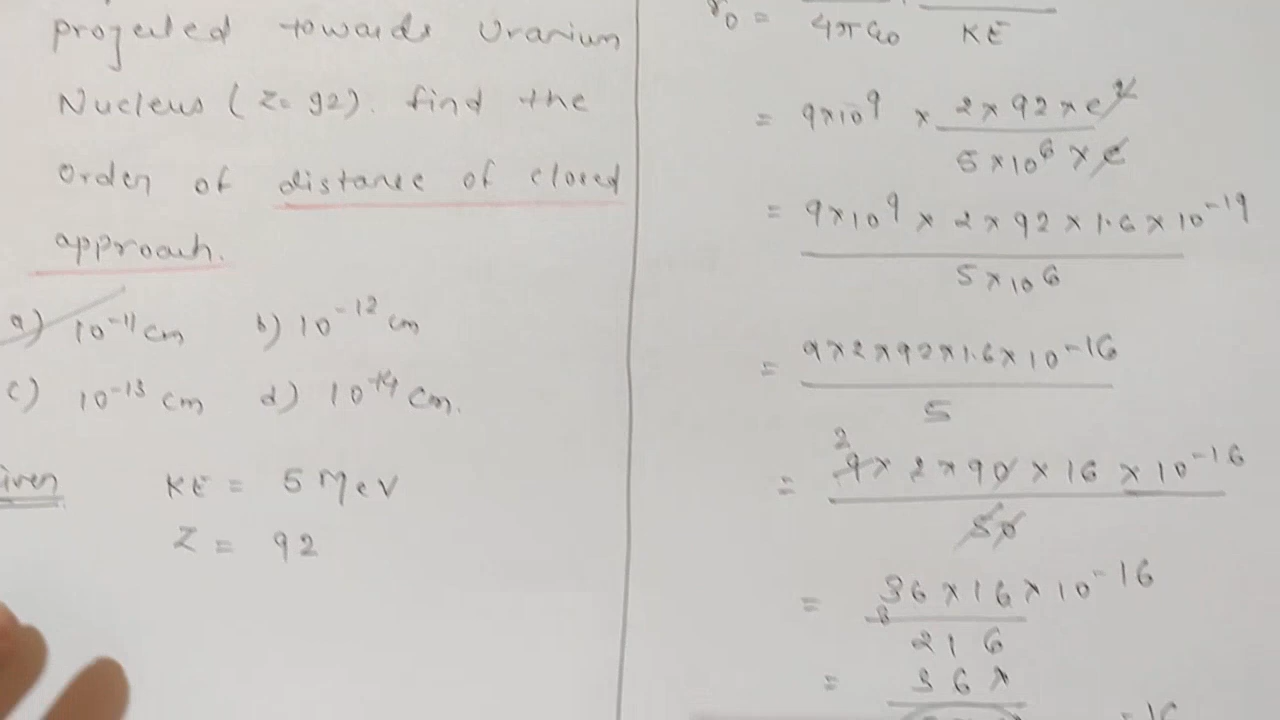 projected towards Uranium
Nucleus (Z= 92). find the
Order of distance of closed
approach.
a) 10⁻¹¹ cm b) 10⁻¹² cm
c) 10⁻¹³ cm d) 10⁻¹⁴ cm.
iven KE = 5 MeV
Z = 92
r₀ = 4πε₀ KE
= 9×10⁹ × 2×92×e² / 5×10⁶ ×e
= 9×10⁹ × 2×92×1.6×10⁻¹⁹ / 5×10⁶
= 9×2×92×1.6×10⁻¹⁶ / 5
= 9×2×90×16×10⁻¹⁶ / 50
= 36×16×10⁻¹⁶
216
= 36×